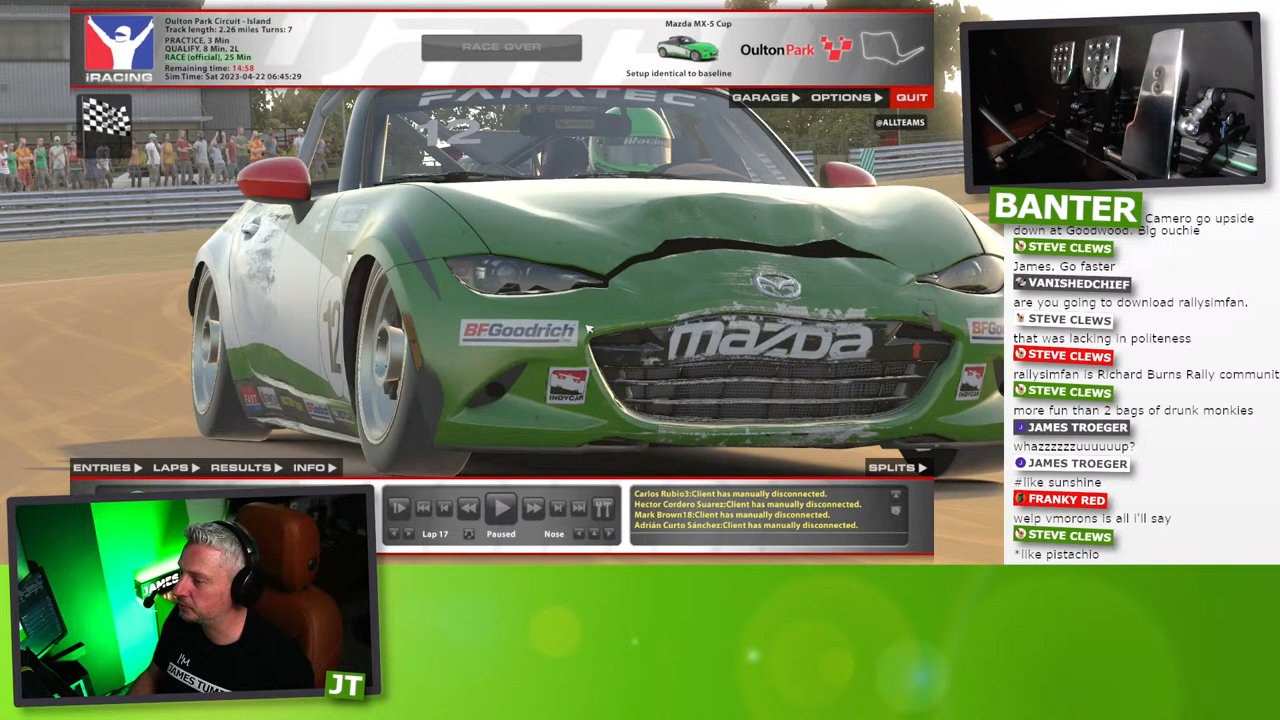 Oulton Park Circuit - Island
Track length: 2.26 miles Turns: 7
PRACTICE, 3 Min
QUALIFY, 8 Min, 2L
RACE (official), 25 Min
Remaining time: 14:58
Sim Time: Sat 2023-04-22 06:45:29
iRACING
RACE OVER
Mazda MX-5 Cup
OultonPark
Setup identical to baseline
GARAGE OPTIONS QUIT
@ALLTEAMS
FANATEC
12
BFGoodrich
mazda
BFGo
INDYCAR
12
ENTRIES LAPS RESULTS INFO
SPLITS
Lap 17 Paused Nose
Carlos Rubio3:Client has manually disconnected.
Hector Cordero Suarez:Client has manually disconnected.
Mark Brown18:Client has manually disconnected.
Adrián Curto Sánchez:Client has manually disconnected.
BANTER
Camero go upside
down at Goodwood. Big ouchie
STEVE CLEWS
James. Go faster
VANISHEDCHIEF
are you going to download rallysimfan.
STEVE CLEWS
that was lacking in politeness
STEVE CLEWS
rallysimfan is Richard Burns Rally communit
STEVE CLEWS
more fun than 2 bags of drunk monkies
JAMES TROEGER
whazzzzzzuuuuuup?
JAMES TROEGER
#like sunshine
FRANKY RED
welp vmorons is all i'll say
STEVE CLEWS
*like pistachio
JAMES
I'M
JAMES TUM
JT